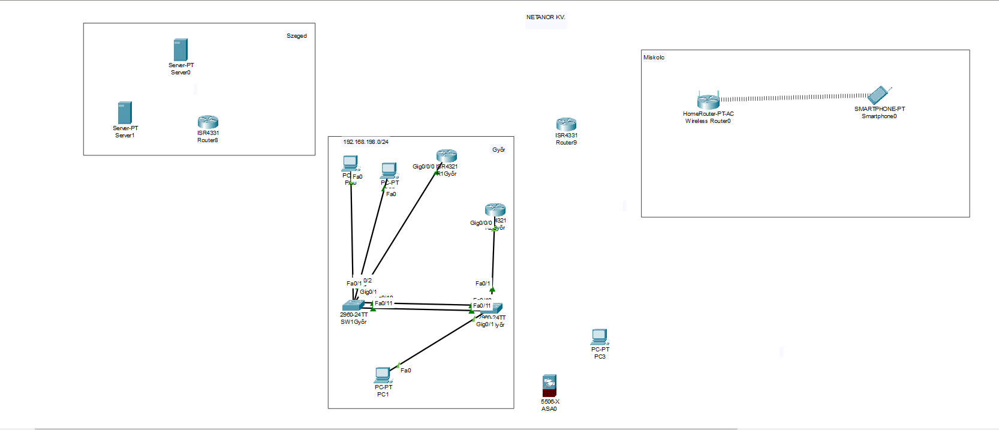 NETANOR KV.
Szeged
Server-PT
Server0
Server-PT
Server1
ISR4331
Router8
Miskolc
HomeRouter-PT-AC
Wireless Router0
SMARTPHONE-PT
Smartphone0
ISR4331
Router9
192.168.198.0/24
Győr
Fa0
PC-PT
Fa0
Gig0/0/0
R1Győr
Gig0/0/0
4321
Fa0/1
0/2
Gig0/1
Fa0/11
2960-24TT
SW1Győr
Fa0/1
Fa0/11
Gig0/1
Fa0
PC-PT
PC1
PC-PT
PC3
5506-X
ASA0